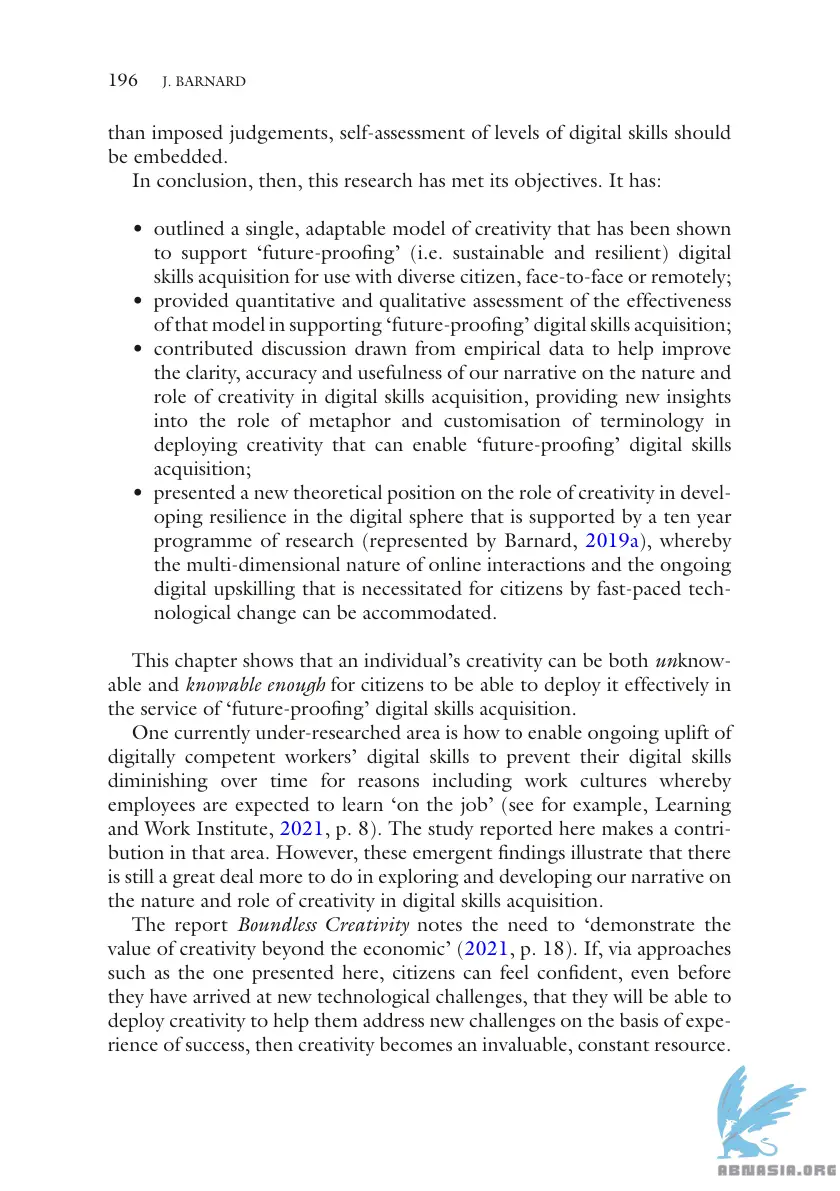 196 J. BARNARD
than imposed judgements, self-assessment of levels of digital skills should
be embedded.
In conclusion, then, this research has met its objectives. It has:
• outlined a single, adaptable model of creativity that has been shown
to support ‘future-proofing’ (i.e. sustainable and resilient) digital
skills acquisition for use with diverse citizen, face-to-face or remotely;
• provided quantitative and qualitative assessment of the effectiveness
of that model in supporting ‘future-proofing’ digital skills acquisition;
• contributed discussion drawn from empirical data to help improve
the clarity, accuracy and usefulness of our narrative on the nature and
role of creativity in digital skills acquisition, providing new insights
into the role of metaphor and customisation of terminology in
deploying creativity that can enable ‘future-proofing’ digital skills
acquisition;
• presented a new theoretical position on the role of creativity in devel-
oping resilience in the digital sphere that is supported by a ten year
programme of research (represented by Barnard, 2019a), whereby
the multi-dimensional nature of online interactions and the ongoing
digital upskilling that is necessitated for citizens by fast-paced tech-
nological change can be accommodated.
This chapter shows that an individual’s creativity can be both unknow-
able and knowable enough for citizens to be able to deploy it effectively in
the service of ‘future-proofing’ digital skills acquisition.
One currently under-researched area is how to enable ongoing uplift of
digitally competent workers’ digital skills to prevent their digital skills
diminishing over time for reasons including work cultures whereby
employees are expected to learn ‘on the job’ (see for example, Learning
and Work Institute, 2021, p. 8). The study reported here makes a contri-
bution in that area. However, these emergent findings illustrate that there
is still a great deal more to do in exploring and developing our narrative on
the nature and role of creativity in digital skills acquisition.
The report Boundless Creativity notes the need to ‘demonstrate the
value of creativity beyond the economic’ (2021, p. 18). If, via approaches
such as the one presented here, citizens can feel confident, even before
they have arrived at new technological challenges, that they will be able to
deploy creativity to help them address new challenges on the basis of expe-
rience of success, then creativity becomes an invaluable, constant resource.
ABNASIA.ORG